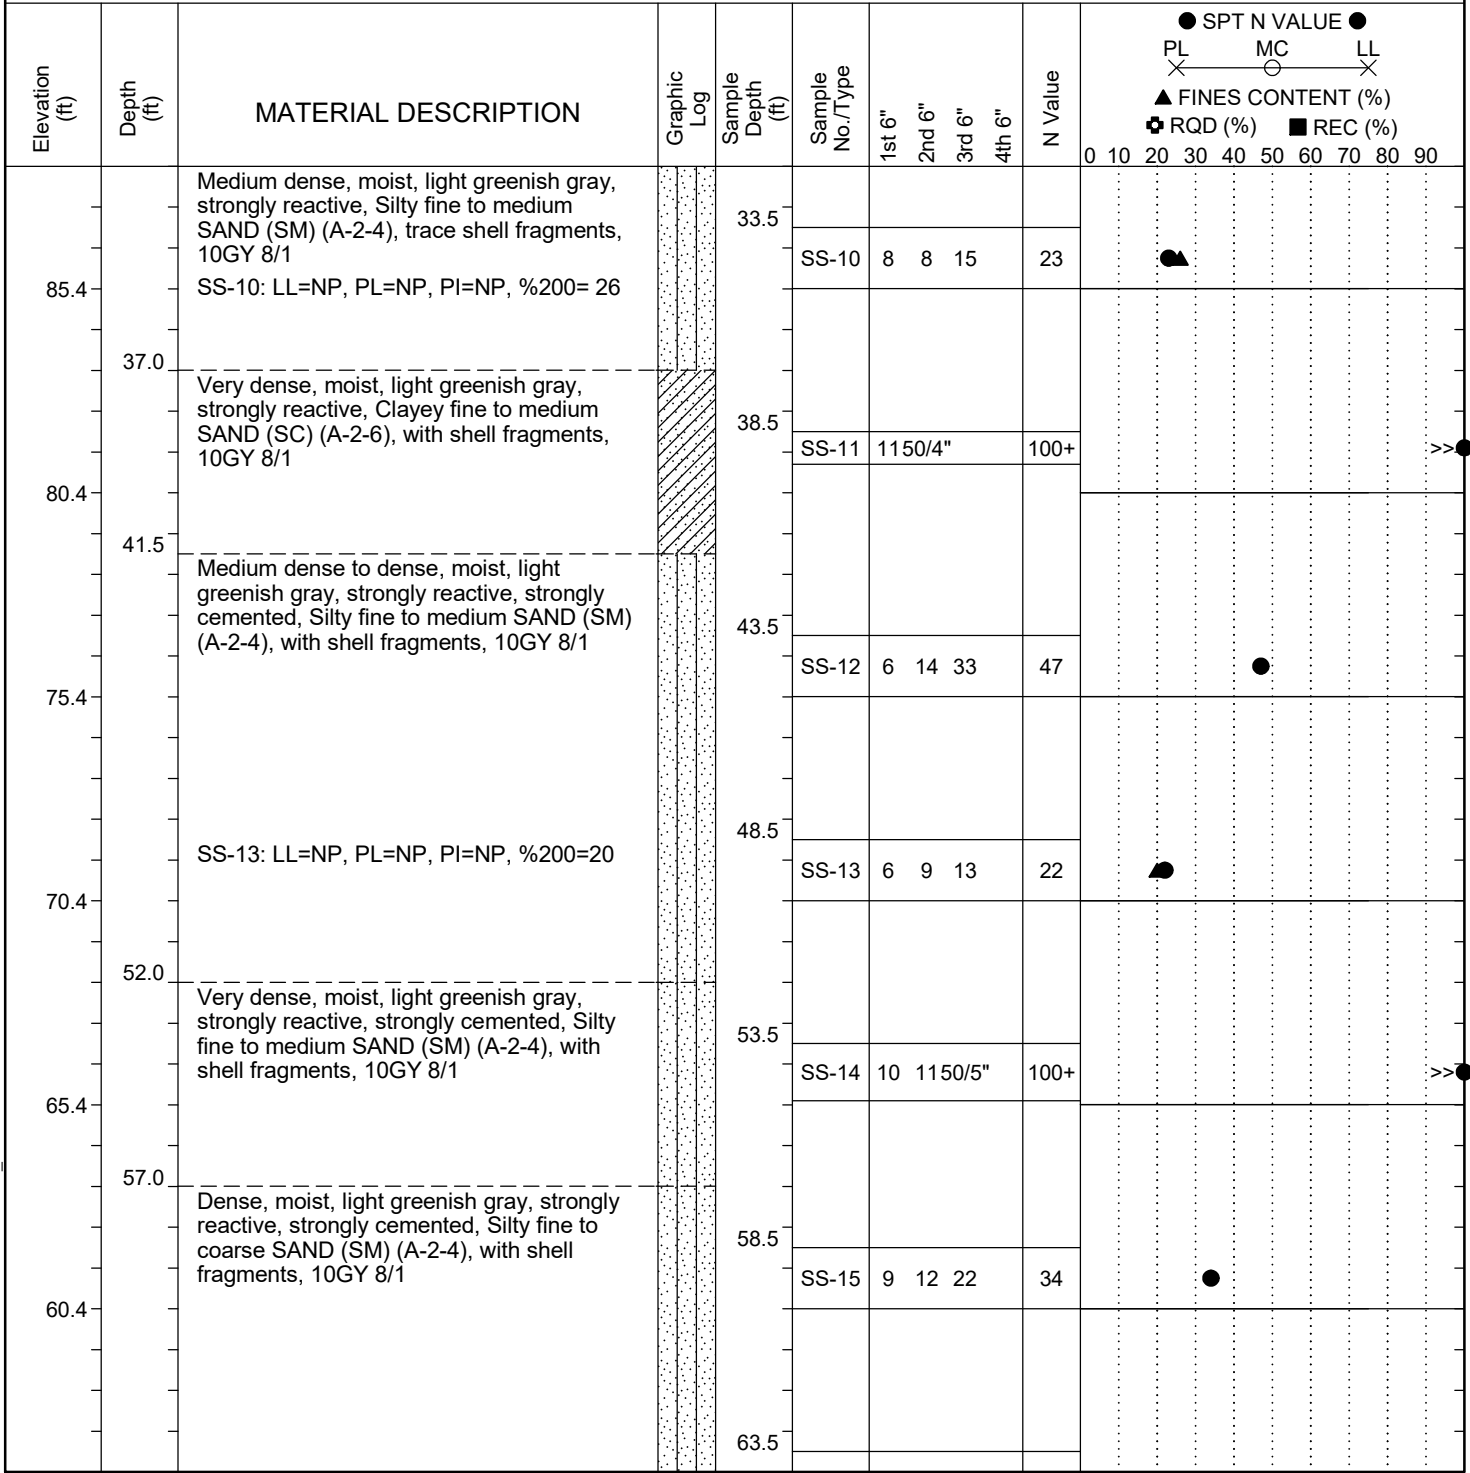 ● SPT N VALUE ●
PL MC LL
▲ FINES CONTENT (%)
RQD (%) ■ REC (%)
0 10 20 30 40 50 60 70 80 90
Elevation (ft)
Depth (ft)
MATERIAL DESCRIPTION
Graphic Log
Sample Depth (ft)
Sample No./Type
1st 6"
2nd 6"
3rd 6"
4th 6"
N Value
Medium dense, moist, light greenish gray,
strongly reactive, Silty fine to medium
SAND (SM) (A-2-4), trace shell fragments,
10GY 8/1
33.5
SS-10 8 8 15 23
85.4
SS-10: LL=NP, PL=NP, PI=NP, %200= 26
37.0
Very dense, moist, light greenish gray,
strongly reactive, Clayey fine to medium
SAND (SC) (A-2-6), with shell fragments,
10GY 8/1
38.5
SS-11 11 50/4" 100+ >>
80.4
41.5
Medium dense to dense, moist, light
greenish gray, strongly reactive, strongly
cemented, Silty fine to medium SAND (SM)
(A-2-4), with shell fragments, 10GY 8/1
43.5
SS-12 6 14 33 47
75.4
48.5
SS-13: LL=NP, PL=NP, PI=NP, %200=20
SS-13 6 9 13 22
70.4
52.0
Very dense, moist, light greenish gray,
strongly reactive, strongly cemented, Silty
fine to medium SAND (SM) (A-2-4), with
shell fragments, 10GY 8/1
53.5
SS-14 10 11 50/5" 100+ >>
65.4
57.0
Dense, moist, light greenish gray, strongly
reactive, strongly cemented, Silty fine to
coarse SAND (SM) (A-2-4), with shell
fragments, 10GY 8/1
58.5
SS-15 9 12 22 34
60.4
63.5